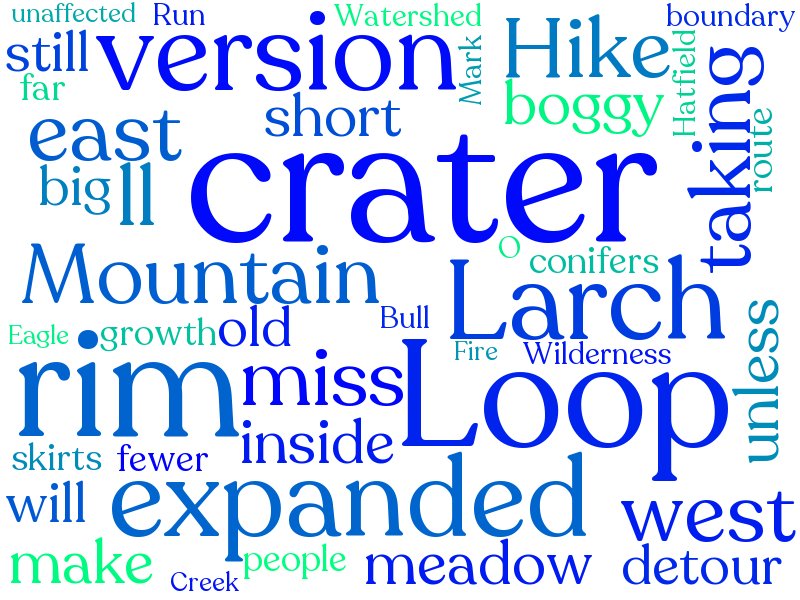 unaffected Run Watershed boundary
still version Mark Hike Hatfield taking
far short boggy route
east
big ll crater
O conifers
Mountain Larch
Eagle growth old Bull
Fire Wilderness unless
rim miss Loop
skirts fewer inside
will expanded west
make people meadow detour
Creek